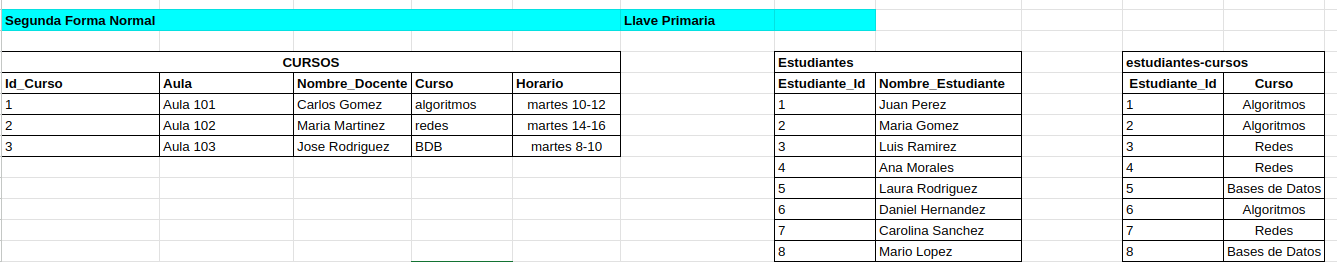 Segunda Forma Normal Llave Primaria
CURSOS Estudiantes estudiantes-cursos
Id_Curso Aula Nombre_Docente Curso Horario Estudiante_Id Nombre_Estudiante Estudiante_Id Curso
1 Aula 101 Carlos Gomez algoritmos martes 10-12 1 Juan Perez 1 Algoritmos
2 Aula 102 Maria Martinez redes martes 14-16 2 Maria Gomez 2 Algoritmos
3 Aula 103 Jose Rodriguez BDB martes 8-10 3 Luis Ramirez 3 Redes
4 Ana Morales 4 Redes
5 Laura Rodriguez 5 Bases de Datos
6 Daniel Hernandez 6 Algoritmos
7 Carolina Sanchez 7 Redes
8 Mario Lopez 8 Bases de Datos